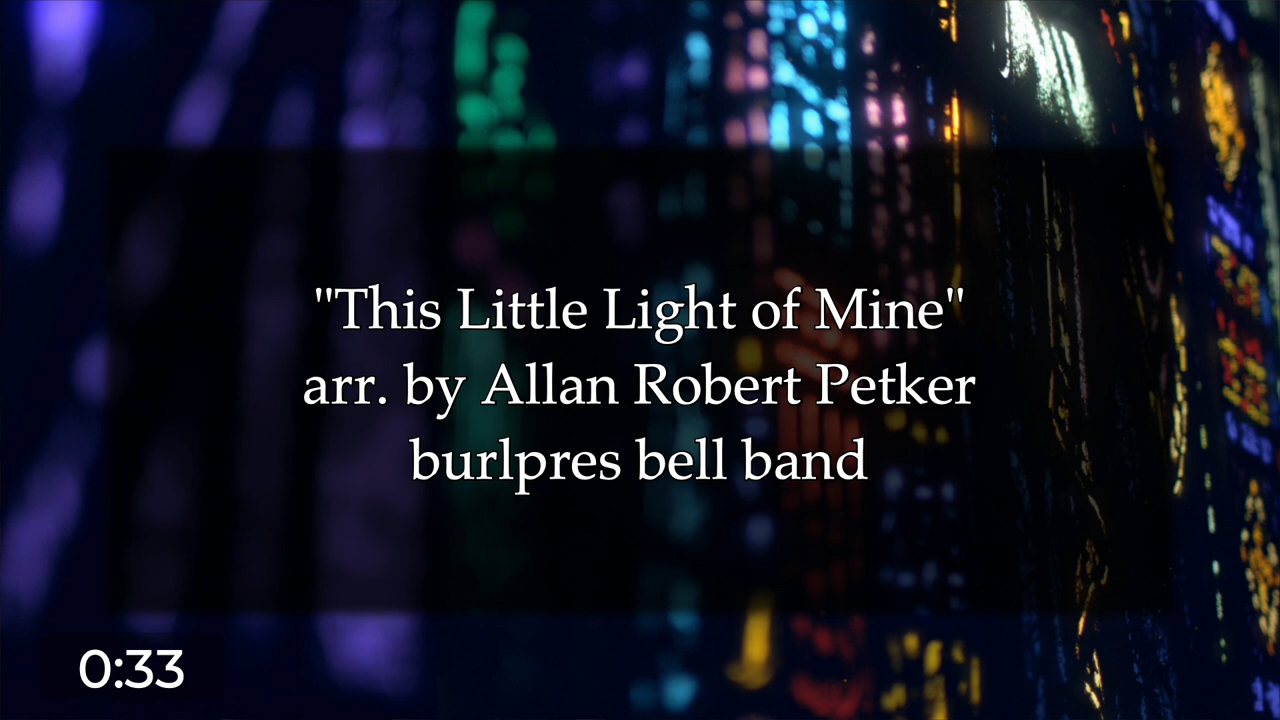 "This Little Light of Mine"
arr. by Allan Robert Petker
burlpres bell band
0:33